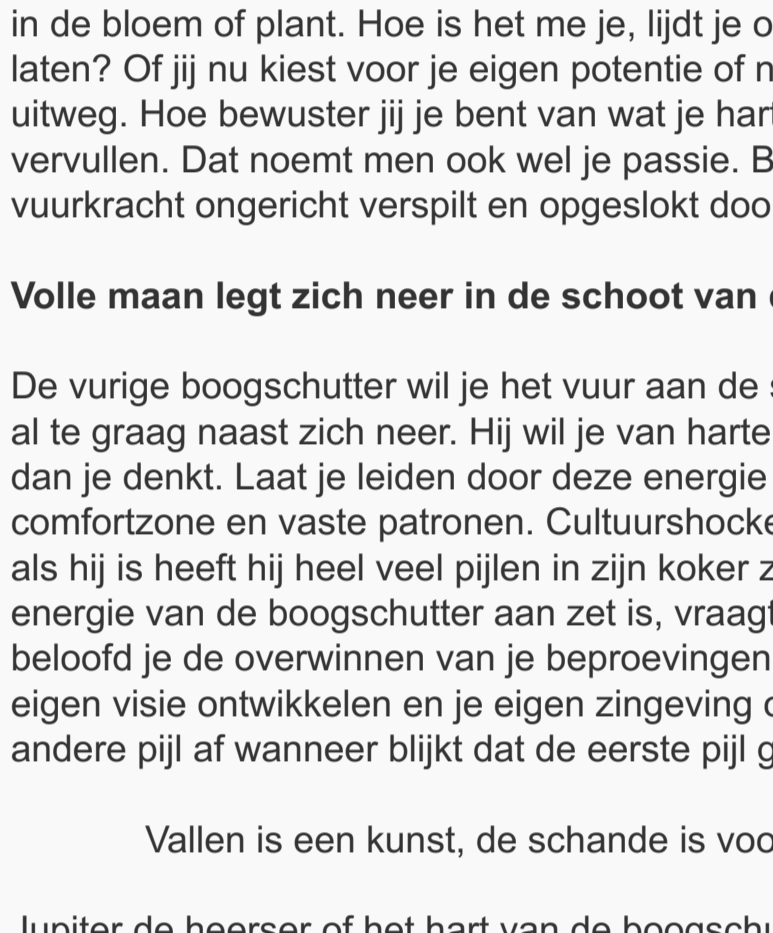 in de bloem of plant. Hoe is het me je, lijdt je
laten? Of jij nu kiest voor je eigen potentie of
uitweg. Hoe bewuster jij je bent van wat je
vervullen. Dat noemt men ook wel je passie.
vuurkracht ongericht verspilt en opgeslokt
Volle maan legt zich neer in de schoot van
De vurige boogschutter wil je het vuur aan de
al te graag naast zich neer. Hij wil je van harte
dan je denkt. Laat je leiden door deze energie
comfortzone en vaste patronen.
als hij is heeft hij heel veel pijlen in zijn koker
energie van de boogschutter aan zet is,
beloofd je de overwinnen van je beproevingen
eigen visie ontwikkelen en je eigen zingeving
andere pijl af wanneer blijkt dat de eerste pijl
Vallen is een kunst, de schande is
Jupiter de heerser of het hart van de